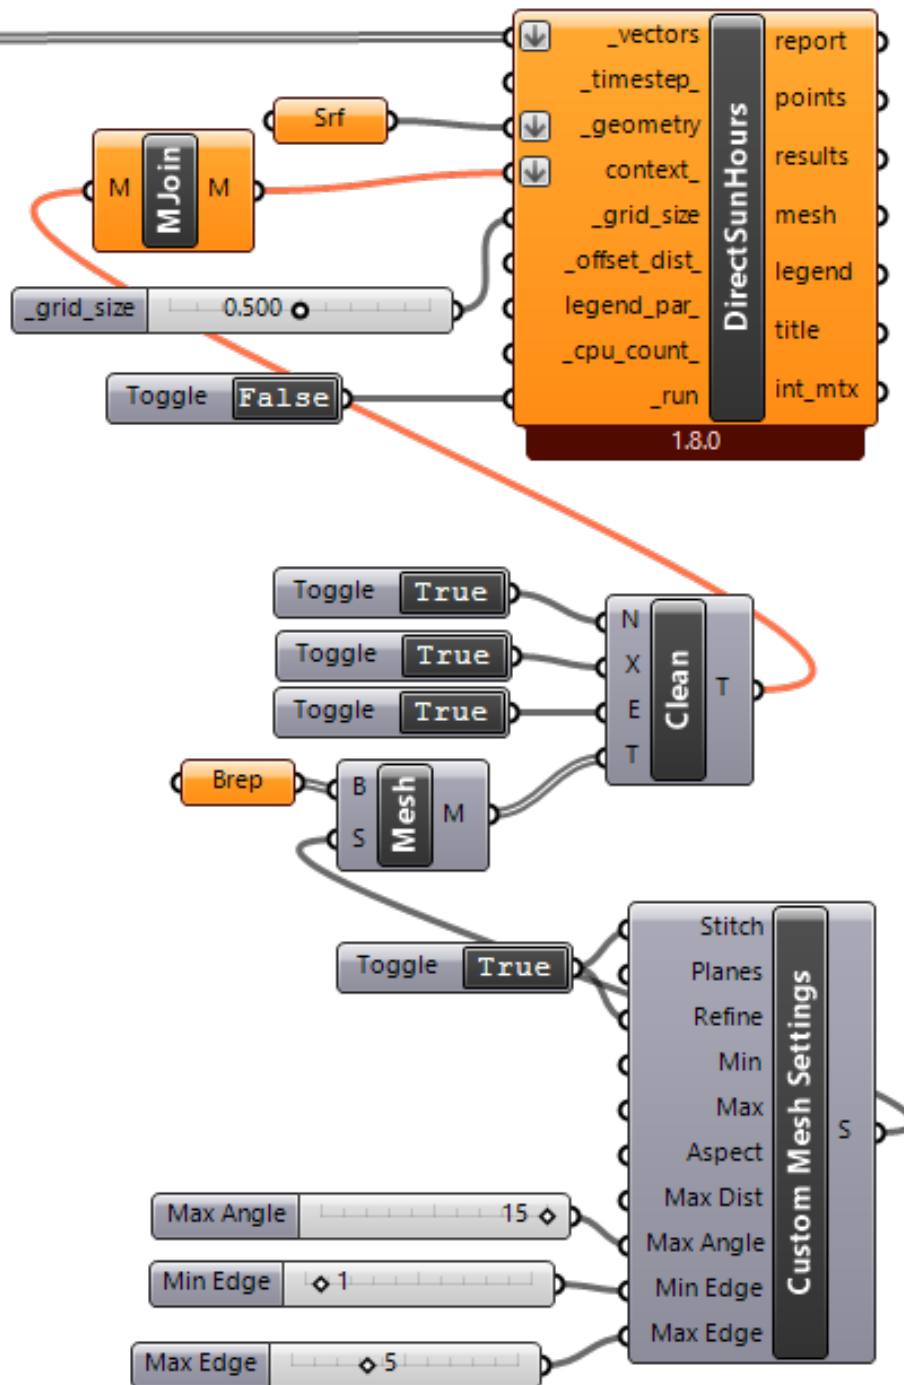 _vectors
_timestep_
_geometry
context_
_grid_size
_offset_dist_
legend_par_
_cpu_count_
_run
DirectSunHours
report
points
results
mesh
legend
title
int_mtx
1.8.0
Srf
M MJoin M
_grid_size 0.500
Toggle False
Toggle True
Toggle True
Toggle True
N
X
E
T
Clean
T
Brep
B
S
Mesh
M
Toggle True
Stitch
Planes
Refine
Min
Max
Aspect
Max Dist
Max Angle
Min Edge
Max Edge
Custom Mesh Settings
S
Max Angle 15
Min Edge 1
Max Edge 5